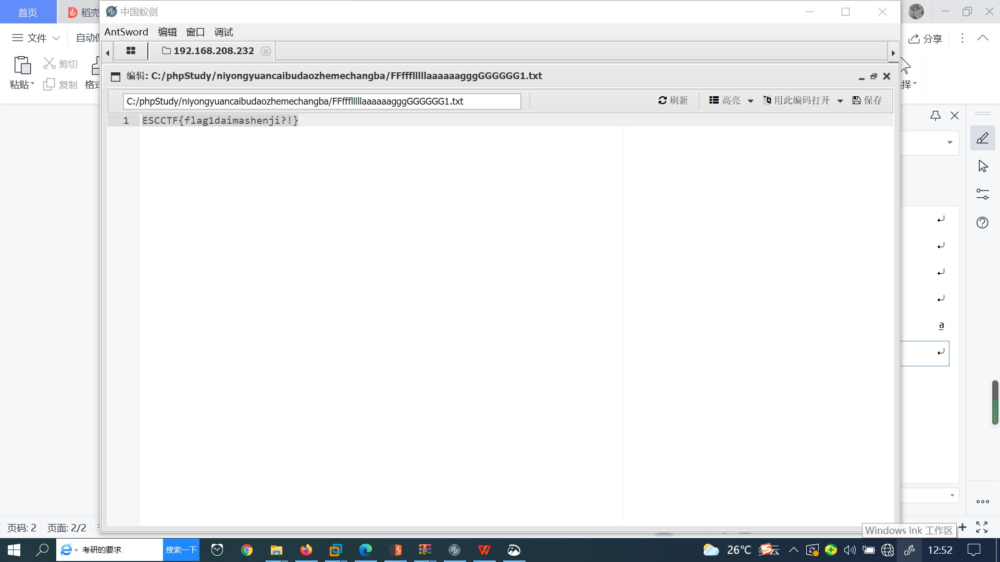 首页
稻壳
中国蚁剑
AntSword 编辑 窗口 调试
文件
自动保
分享
192.168.208.232
剪切
粘贴
复制
格式
择
编辑: C:/phpStudy/niyongyuancaibudaozhemechangba/FFffffllllllaaaaaagggGGGGGG1.txt
C:/phpStudy/niyongyuancaibudaozhemechangba/FFffffllllllaaaaaagggGGGGGG1.txt
刷新 高亮 用此编码打开 保存
1 ESCCTF{flag1daimashenji?!}
a
页码: 2 页面: 2/2
Windows Ink 工作区
考研的要求 搜索一下
26°C
12:52